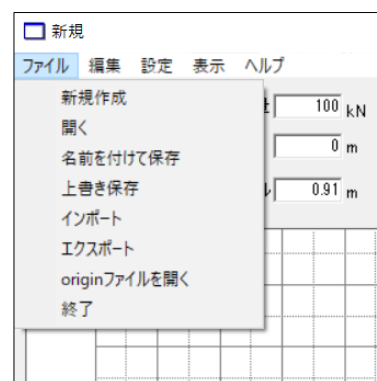 新規
ファイル 編集 設定 表示 ヘルプ
新規作成
100 kN
開く
0 m
名前を付けて保存
上書き保存
0.91 m
インポート
エクスポート
originファイルを開く
終了